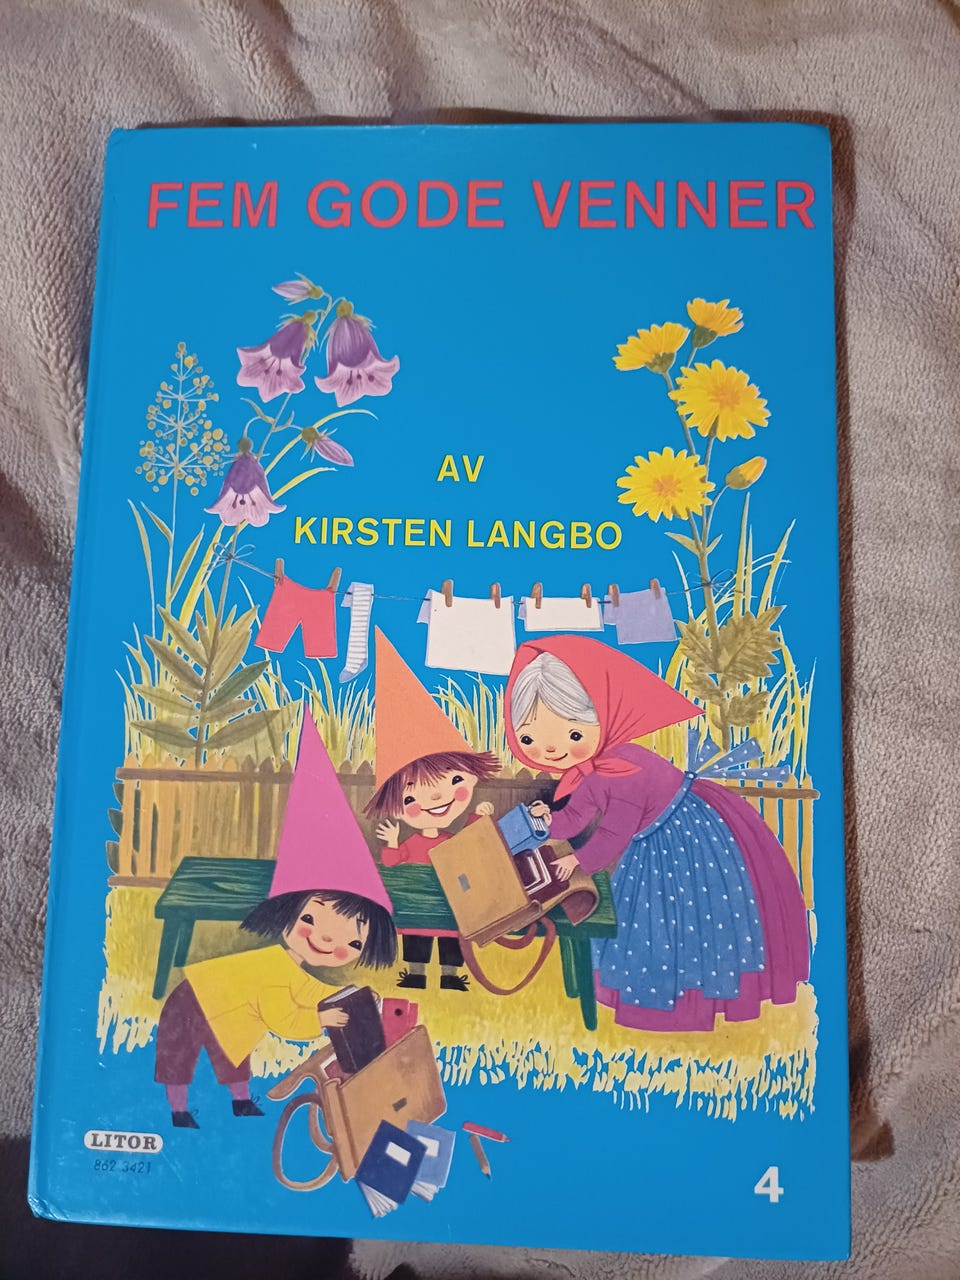 FEM GODE VENNER
AV
KIRSTEN LANGBO
LITOR
862 3421
4